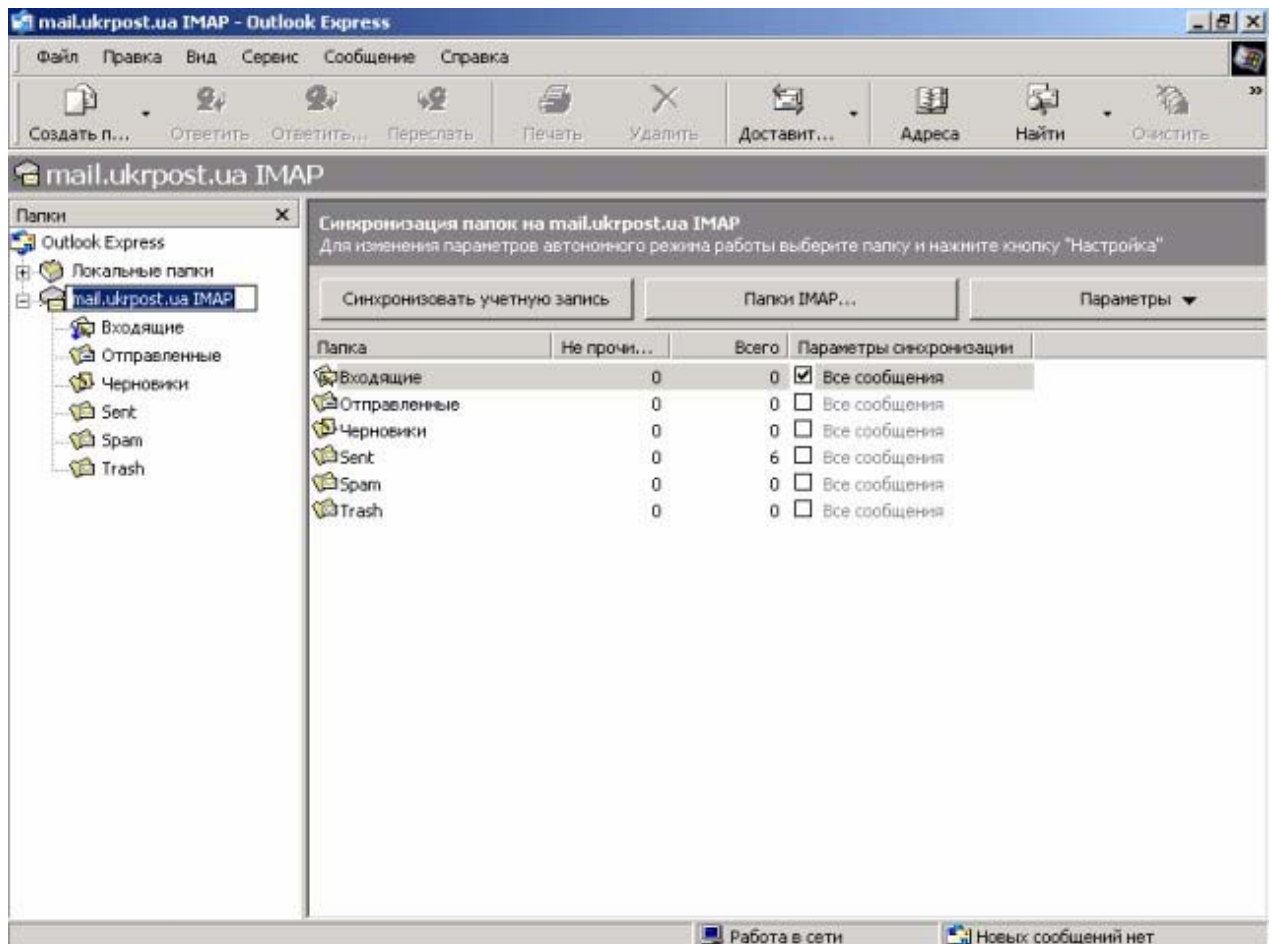 mail.ukrpost.ua IMAP - Outlook Express
Файл Правка Вид Сервис Сообщение Справка
Создать п... Ответить Ответить... Переслать Печать Удалить Доставит... Адреса Найти Очистить
mail.ukrpost.ua IMAP
Папки
Outlook Express
Локальные папки
mail.ukrpost.ua IMAP
Входящие
Отправленные
Черновики
Sent
Spam
Trash
Синхронизация папок на mail.ukrpost.ua IMAP
Для изменения параметров автономного режима работы выберите папку и нажмите кнопку "Настройка"
Синхронизовать учетную запись Папки IMAP... Параметры
Папка Не прочи... Всего Параметры синхронизации
Входящие 0 0 Все сообщения
Отправленные 0 0 Все сообщения
Черновики 0 0 Все сообщения
Sent 0 6 Все сообщения
Spam 0 0 Все сообщения
Trash 0 0 Все сообщения
Работа в сети Новых сообщений нет